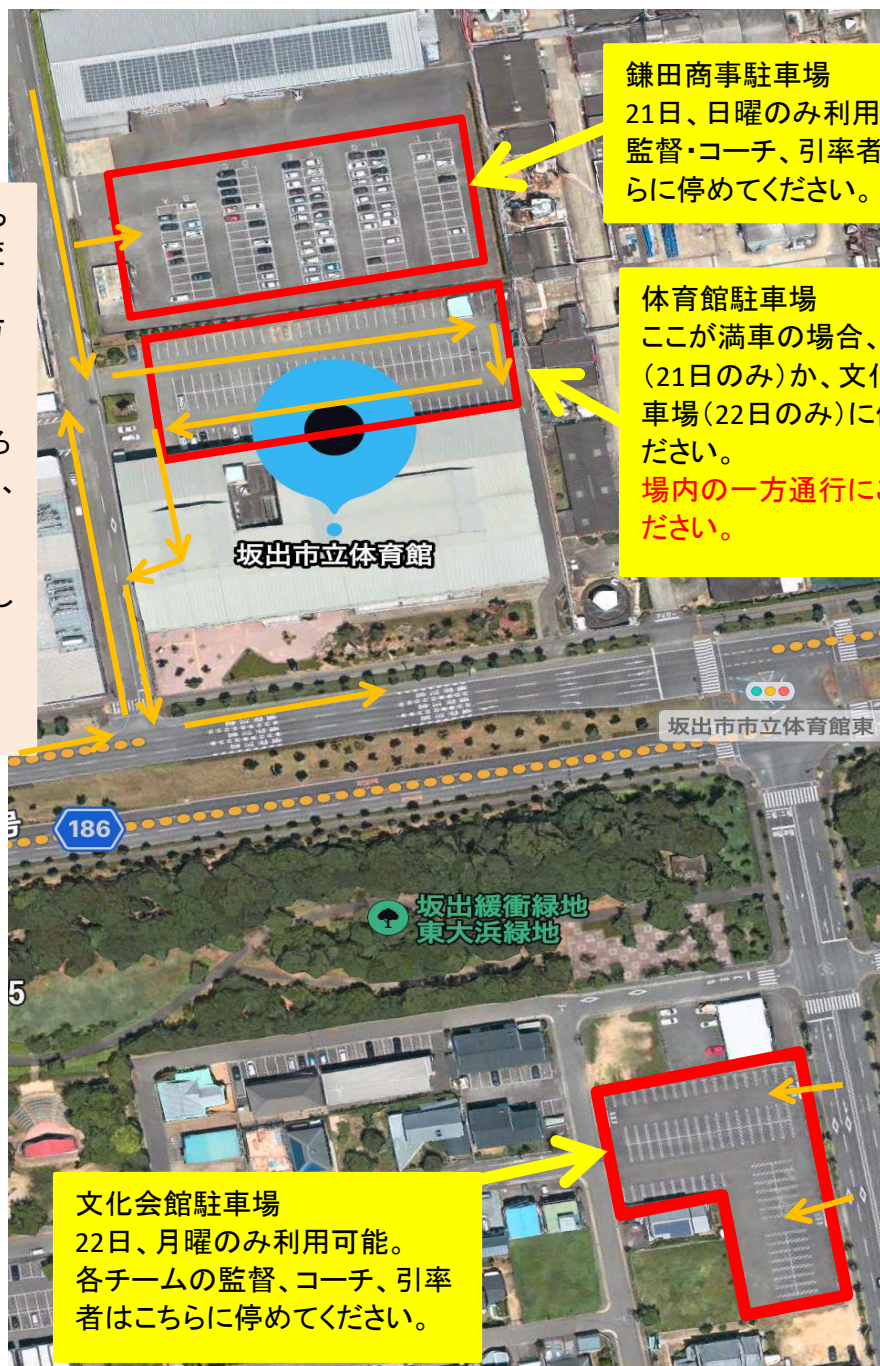 鎌田商事駐車場
21日、日曜のみ利用
監督・コーチ、引率者
らに停めてください。
体育館駐車場
ここが満車の場合、
(21日のみ)か、文化
車場(22日のみ)に
ださい。
場内の一方通行に
ださい。
ろ
、
し
坂出市立体育館
坂出市市立体育館東
186
坂出緩衝緑地
東大浜緑地
5
文化会館駐車場
22日、月曜のみ利用可能。
各チームの監督、コーチ、引率
者はこちらに停めてください。